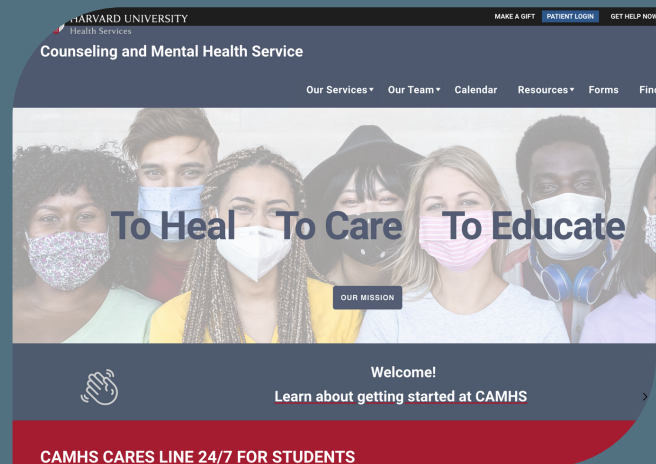 HARVARD UNIVERSITY
Health Services
MAKE A GIFT PATIENT LOGIN GET HELP NOW
Counseling and Mental Health Service
Our Services Our Team Calendar Resources Forms
To Heal To Care To Educate
OUR MISSION
Welcome!
Learn about getting started at CAMHS
CAMHS CARES LINE 24/7 FOR STUDENTS